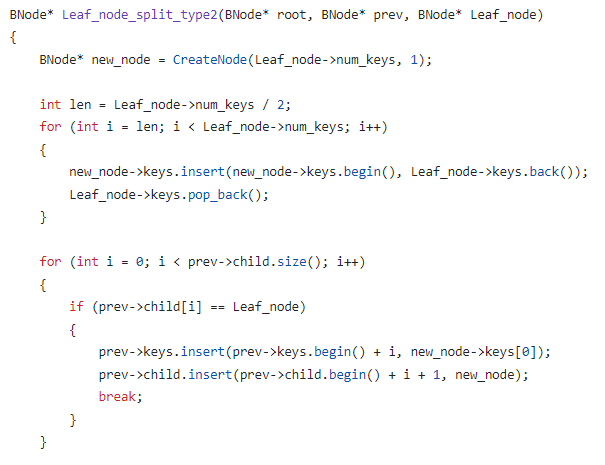 BNode* Leaf_node_split_type2(BNode* root, BNode* prev, BNode* Leaf_node)
{
    BNode* new_node = CreateNode(Leaf_node->num_keys, 1);

    int len = Leaf_node->num_keys / 2;
    for (int i = len; i < Leaf_node->num_keys; i++)
    {
        new_node->keys.insert(new_node->keys.begin(), Leaf_node->keys.back());
        Leaf_node->keys.pop_back();
    }

    for (int i = 0; i < prev->child.size(); i++)
    {
        if (prev->child[i] == Leaf_node)
        {
            prev->keys.insert(prev->keys.begin() + i, new_node->keys[0]);
            prev->child.insert(prev->child.begin() + i + 1, new_node);
            break;
        }
    }